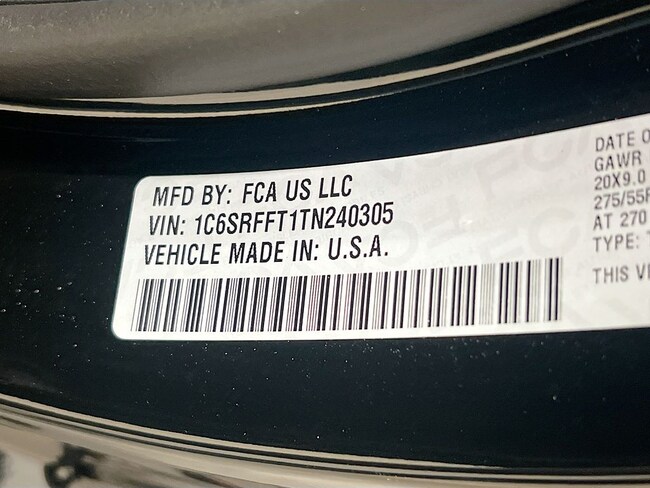 MFD BY: FCA US LLC
VIN: 1C6SRFFT1TN240305
VEHICLE MADE IN: U.S.A.
DATE O
GAWR
20X9.0
275/55R
AT 270
TYPE:
THIS VE